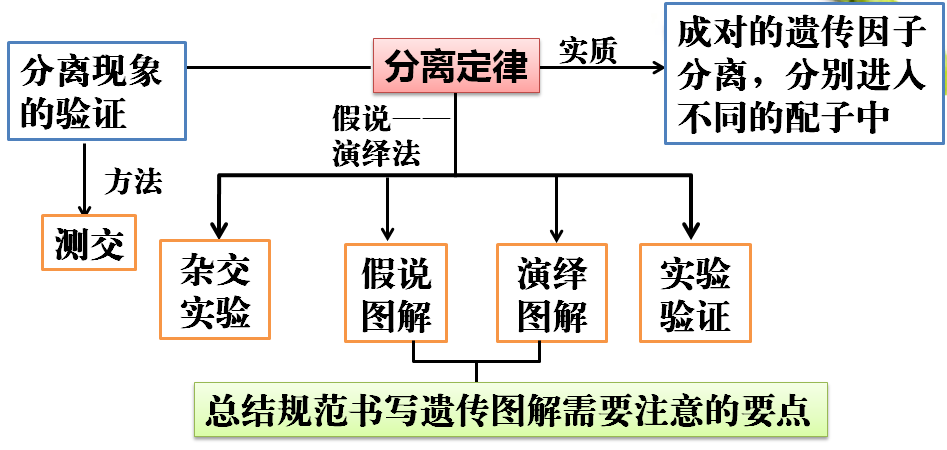 分离现象
的验证
分离定律
实质
成对的遗传因子
分离，分别进入
不同的配子中
假说——
演绎法
方法
测交
杂交
实验
假说
图解
演绎
图解
实验
验证
总结规范书写遗传图解需要注意的要点